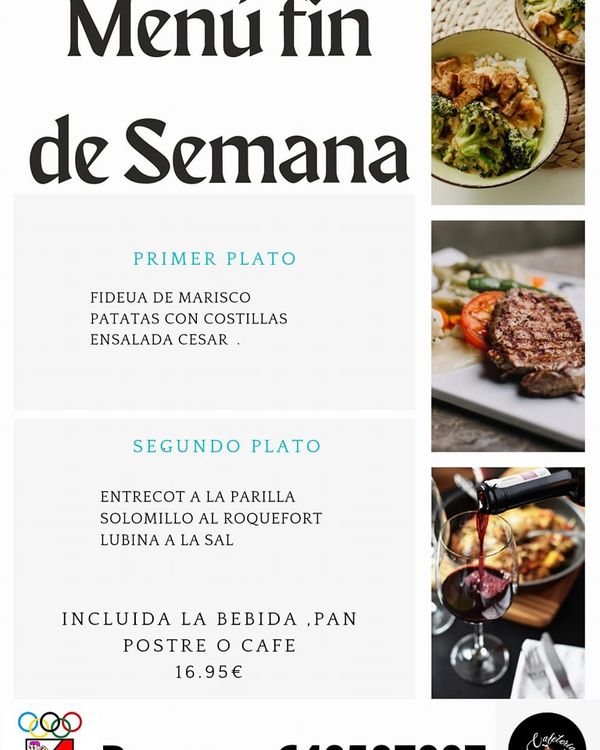 Menú fin
de Semana
PRIMER PLATO
FIDEUA DE MARISCO
PATATAS CON COSTILLAS
ENSALADA CESAR .
SEGUNDO PLATO
ENTRECOT A LA PARILLA
SOLOMILLO AL ROQUEFORT
LUBINA A LA SAL
INCLUIDA LA BEBIDA ,PAN
POSTRE O CAFE
16.95€